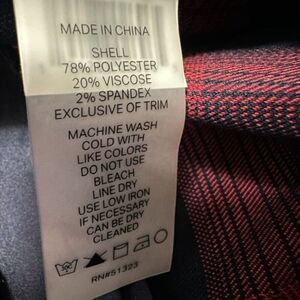 MADE IN CHINA
SHELL
78% POLYESTER
20% VISCOSE
2% SPANDEX
EXCLUSIVE OF TRIM
MACHINE WASH
COLD WITH
LIKE COLORS
DO NOT USE
BLEACH
LINE DRY
USE LOW IRON
IF NECESSARY
CAN BE DRY
CLEANED
RN#51323